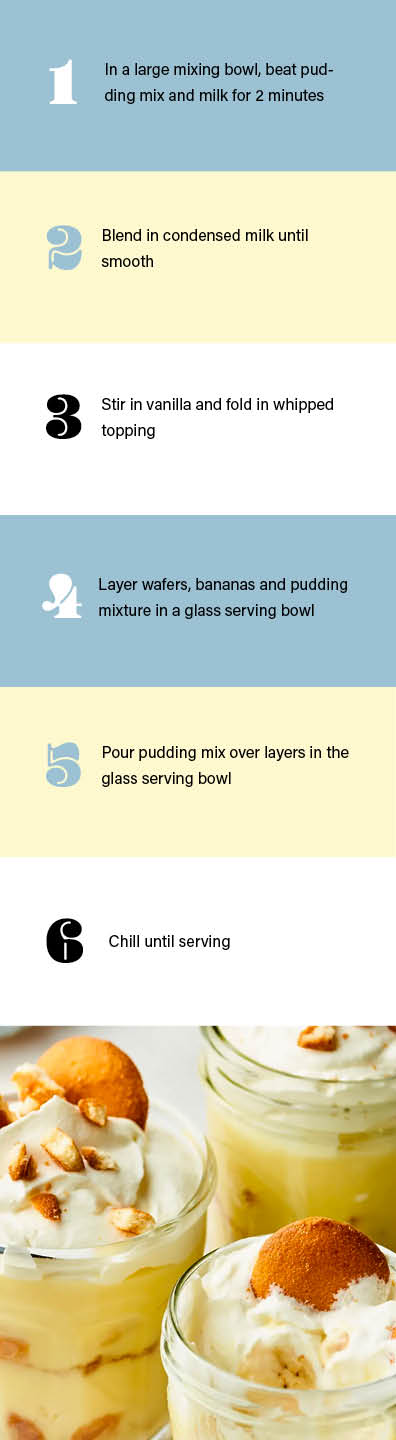 1
In a large mixing bowl, beat pud-
ding mix and milk for 2 minutes
2
Blend in condensed milk until
smooth
3
Stir in vanilla and fold in whipped
topping
4
Layer wafers, bananas and pudding
mixture in a glass serving bowl
5
Pour pudding mix over layers in the
glass serving bowl
6
Chill until serving